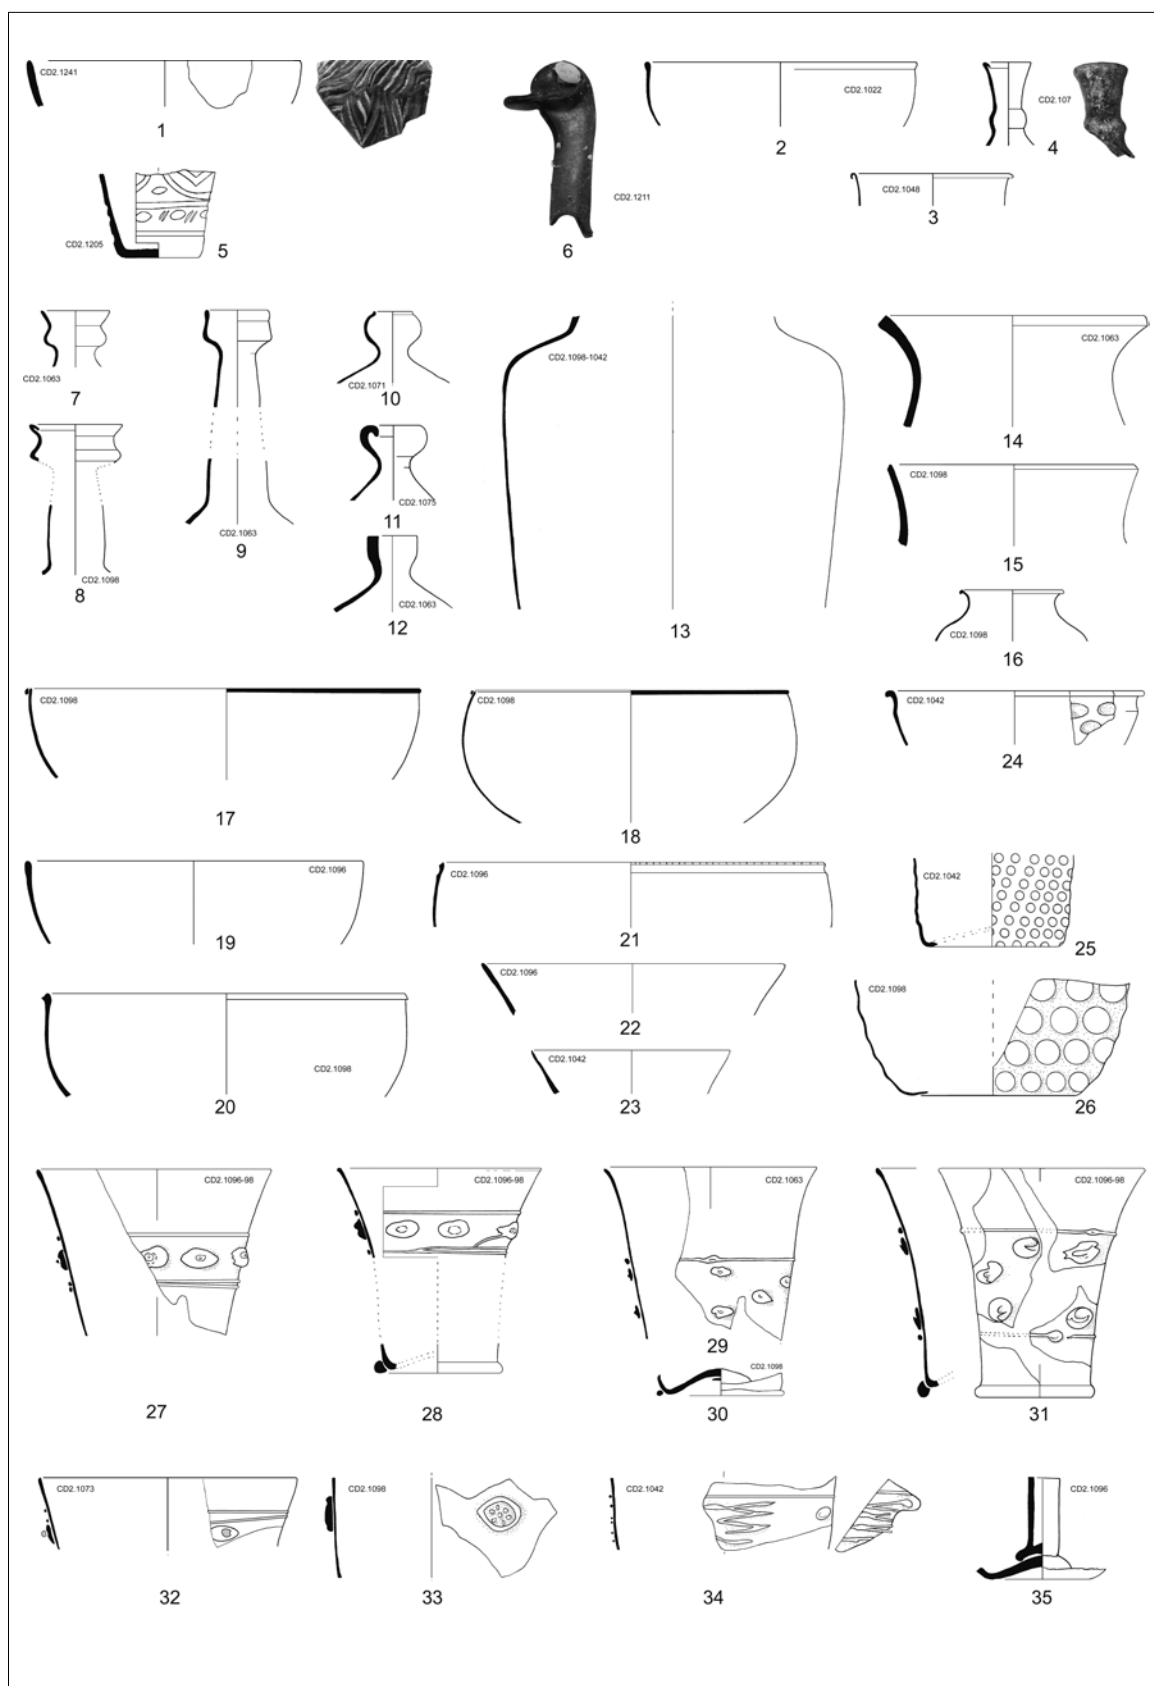 CD2.1241
1
CD2.1211
6
CD2.1022
2
CD2.107
4
CD2.1048
3
CD2.1205
5
CD2.1063
7
CD2.1098
8
CD2.1063
9
CD2.1071
10
CD2.1075
11
CD2.1063
12
CD2.1098-1042
13
CD2.1063
14
CD2.1098
15
CD2.1098
16
CD2.1098
17
CD2.1098
18
CD2.1042
24
CD2.1096
19
CD2.1096
21
CD2.1042
25
CD2.1096
22
CD2.1098
20
CD2.1042
23
CD2.1098
26
CD2.1096-98
27
CD2.1096-98
28
CD2.1063
29
CD2.1098
30
CD2.1096-98
31
CD2.1073
32
CD2.1098
33
CD2.1042
34
CD2.1096
35